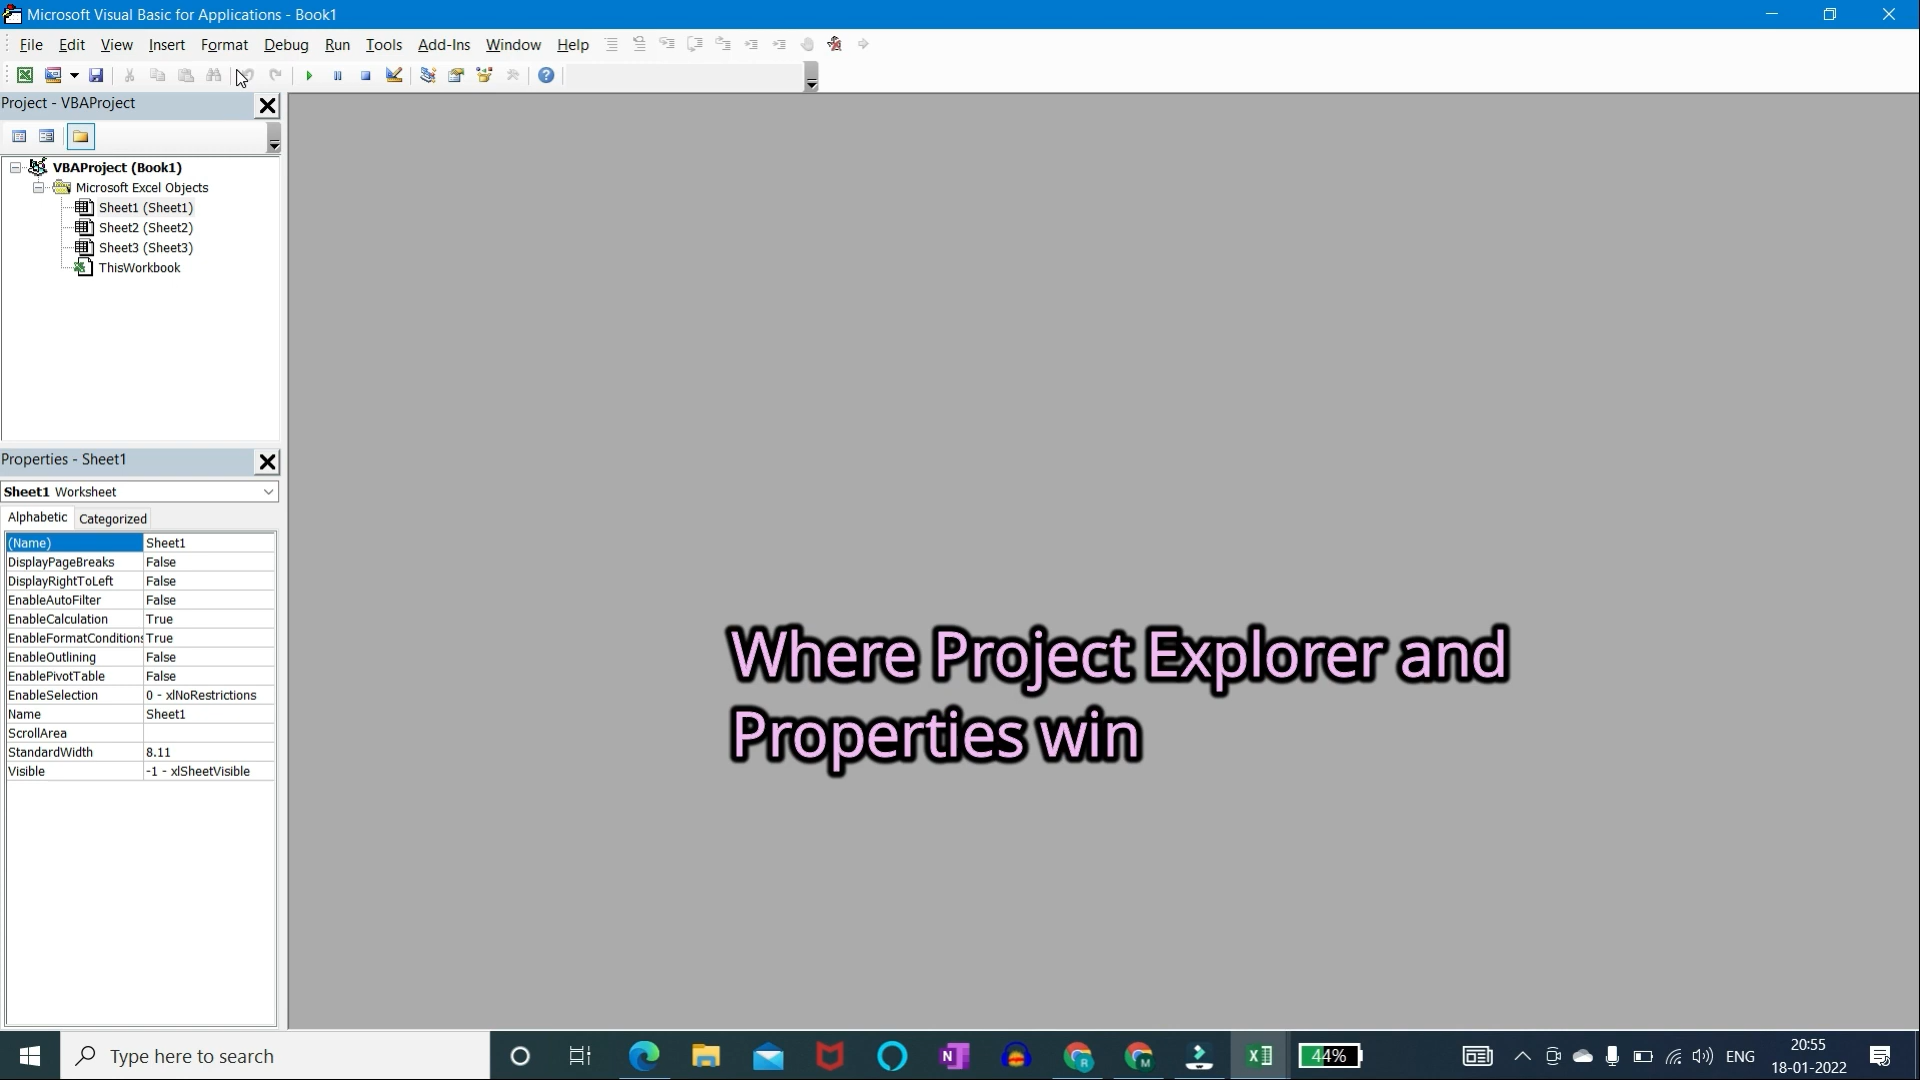 Microsoft Visual Basic for Applications - Book1
File Edit View Insert Format Debug Run Tools Add-Ins Window Help
Project - VBAProject
VBAProject (Book1)
Microsoft Excel Objects
Sheet1 (Sheet1)
Sheet2 (Sheet2)
Sheet3 (Sheet3)
ThisWorkbook
Properties - Sheet1
Sheet1 Worksheet
Alphabetic Categorized
(Name) Sheet1
DisplayPageBreaks False
DisplayRightToLeft False
EnableAutoFilter False
EnableCalculation True
EnableFormatConditions True
EnableOutlining False
EnablePivotTable False
EnableSelection 0 - xlNoRestrictions
Name Sheet1
ScrollArea
StandardWidth 8.11
Visible -1 - xlSheetVisible
Where Project Explorer and
Properties win
Type here to search
44%
ENG
20:55
18-01-2022